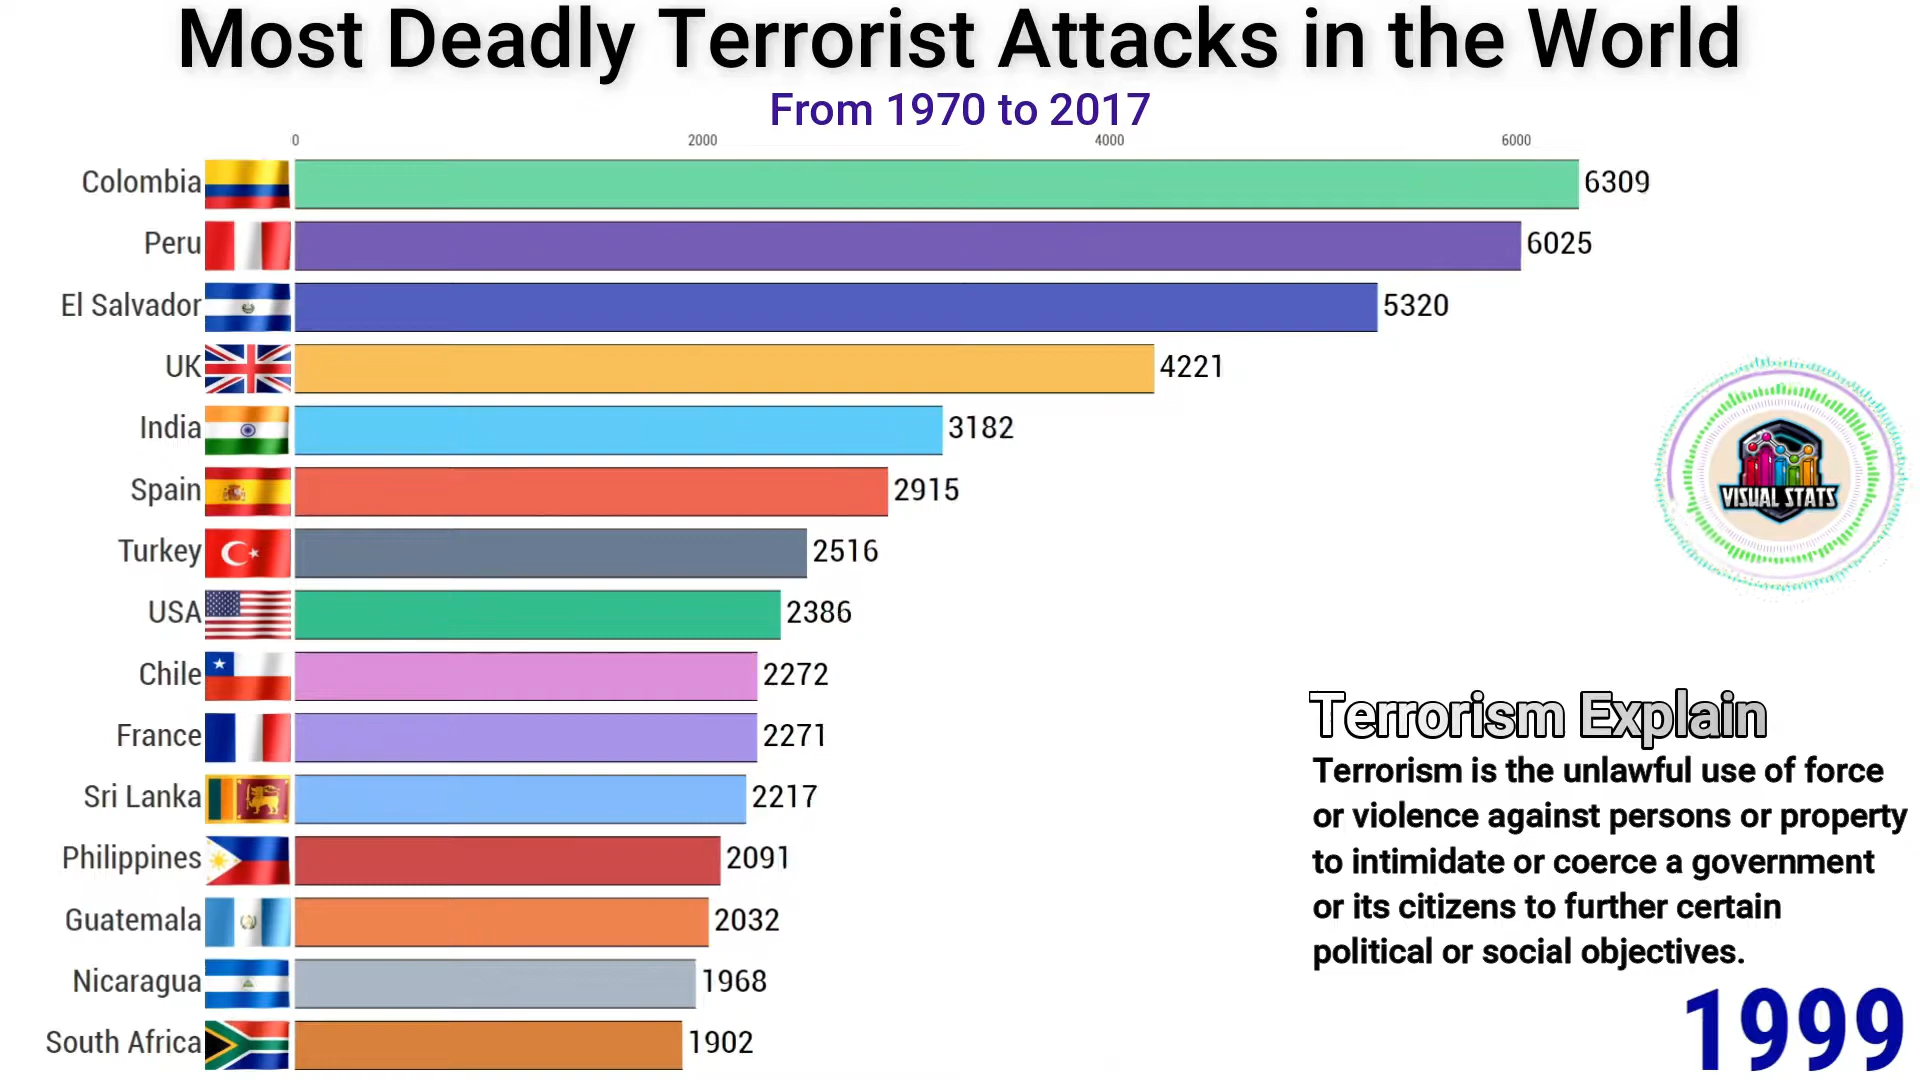 Most Deadly Terrorist Attacks in the World
From 1970 to 2017
0 2000 4000 6000
Colombia 6309
Peru 6025
El Salvador 5320
UK 4221
India 3182
Spain 2915
Turkey 2516
USA 2386
Chile 2272
France 2271
Sri Lanka 2217
Philippines 2091
Guatemala 2032
Nicaragua 1968
South Africa 1902
VISUAL STATS
Terrorism Explain
Terrorism is the unlawful use of force
or violence against persons or property
to intimidate or coerce a government
or its citizens to further certain
political or social objectives.
1999